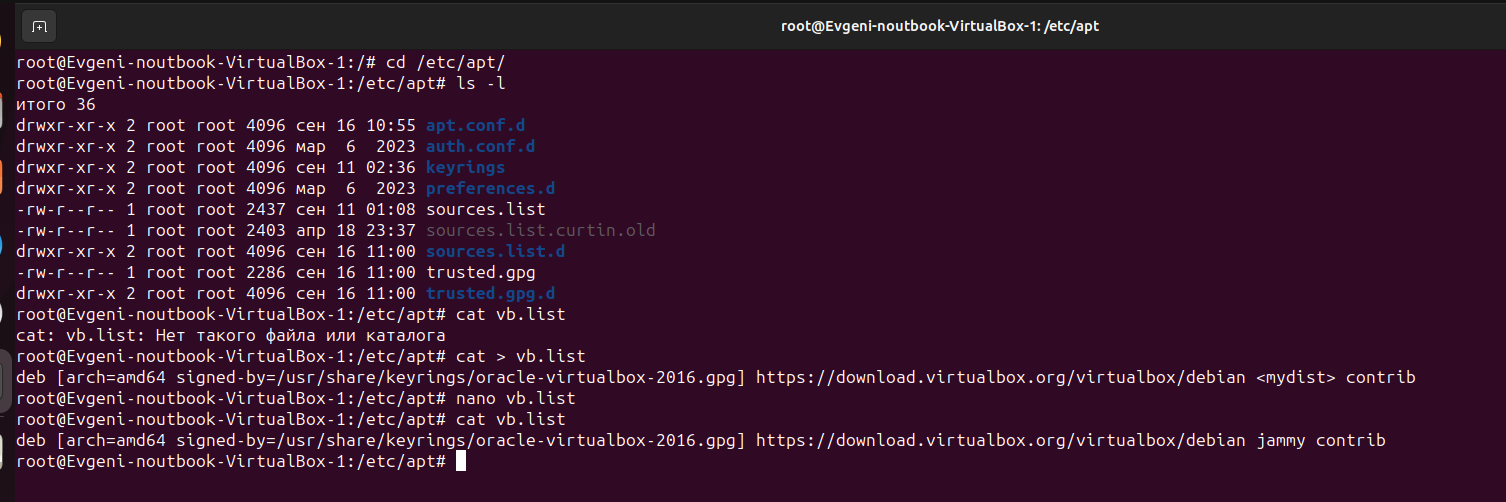 root@Evgeni-noutbook-VirtualBox-1: /etc/apt
root@Evgeni-noutbook-VirtualBox-1:/# cd /etc/apt/
root@Evgeni-noutbook-VirtualBox-1:/etc/apt# ls -l
итого 36
drwxr-xr-x 2 root root 4096 сен 16 10:55 apt.conf.d
drwxr-xr-x 2 root root 4096 мар  6  2023 auth.conf.d
drwxr-xr-x 2 root root 4096 сен 11 02:36 keyrings
drwxr-xr-x 2 root root 4096 мар  6  2023 preferences.d
-rw-r--r-- 1 root root 2437 сен 11 01:08 sources.list
-rw-r--r-- 1 root root 2403 апр 18 23:37 sources.list.curtin.old
drwxr-xr-x 2 root root 4096 сен 16 11:00 sources.list.d
-rw-r--r-- 1 root root 2286 сен 16 11:00 trusted.gpg
drwxr-xr-x 2 root root 4096 сен 16 11:00 trusted.gpg.d
root@Evgeni-noutbook-VirtualBox-1:/etc/apt# cat vb.list
cat: vb.list: Нет такого файла или каталога
root@Evgeni-noutbook-VirtualBox-1:/etc/apt# cat > vb.list
deb [arch=amd64 signed-by=/usr/share/keyrings/oracle-virtualbox-2016.gpg] https://download.virtualbox.org/virtualbox/debian <mydist> contrib
root@Evgeni-noutbook-VirtualBox-1:/etc/apt# nano vb.list
root@Evgeni-noutbook-VirtualBox-1:/etc/apt# cat vb.list
deb [arch=amd64 signed-by=/usr/share/keyrings/oracle-virtualbox-2016.gpg] https://download.virtualbox.org/virtualbox/debian jammy contrib
root@Evgeni-noutbook-VirtualBox-1:/etc/apt#